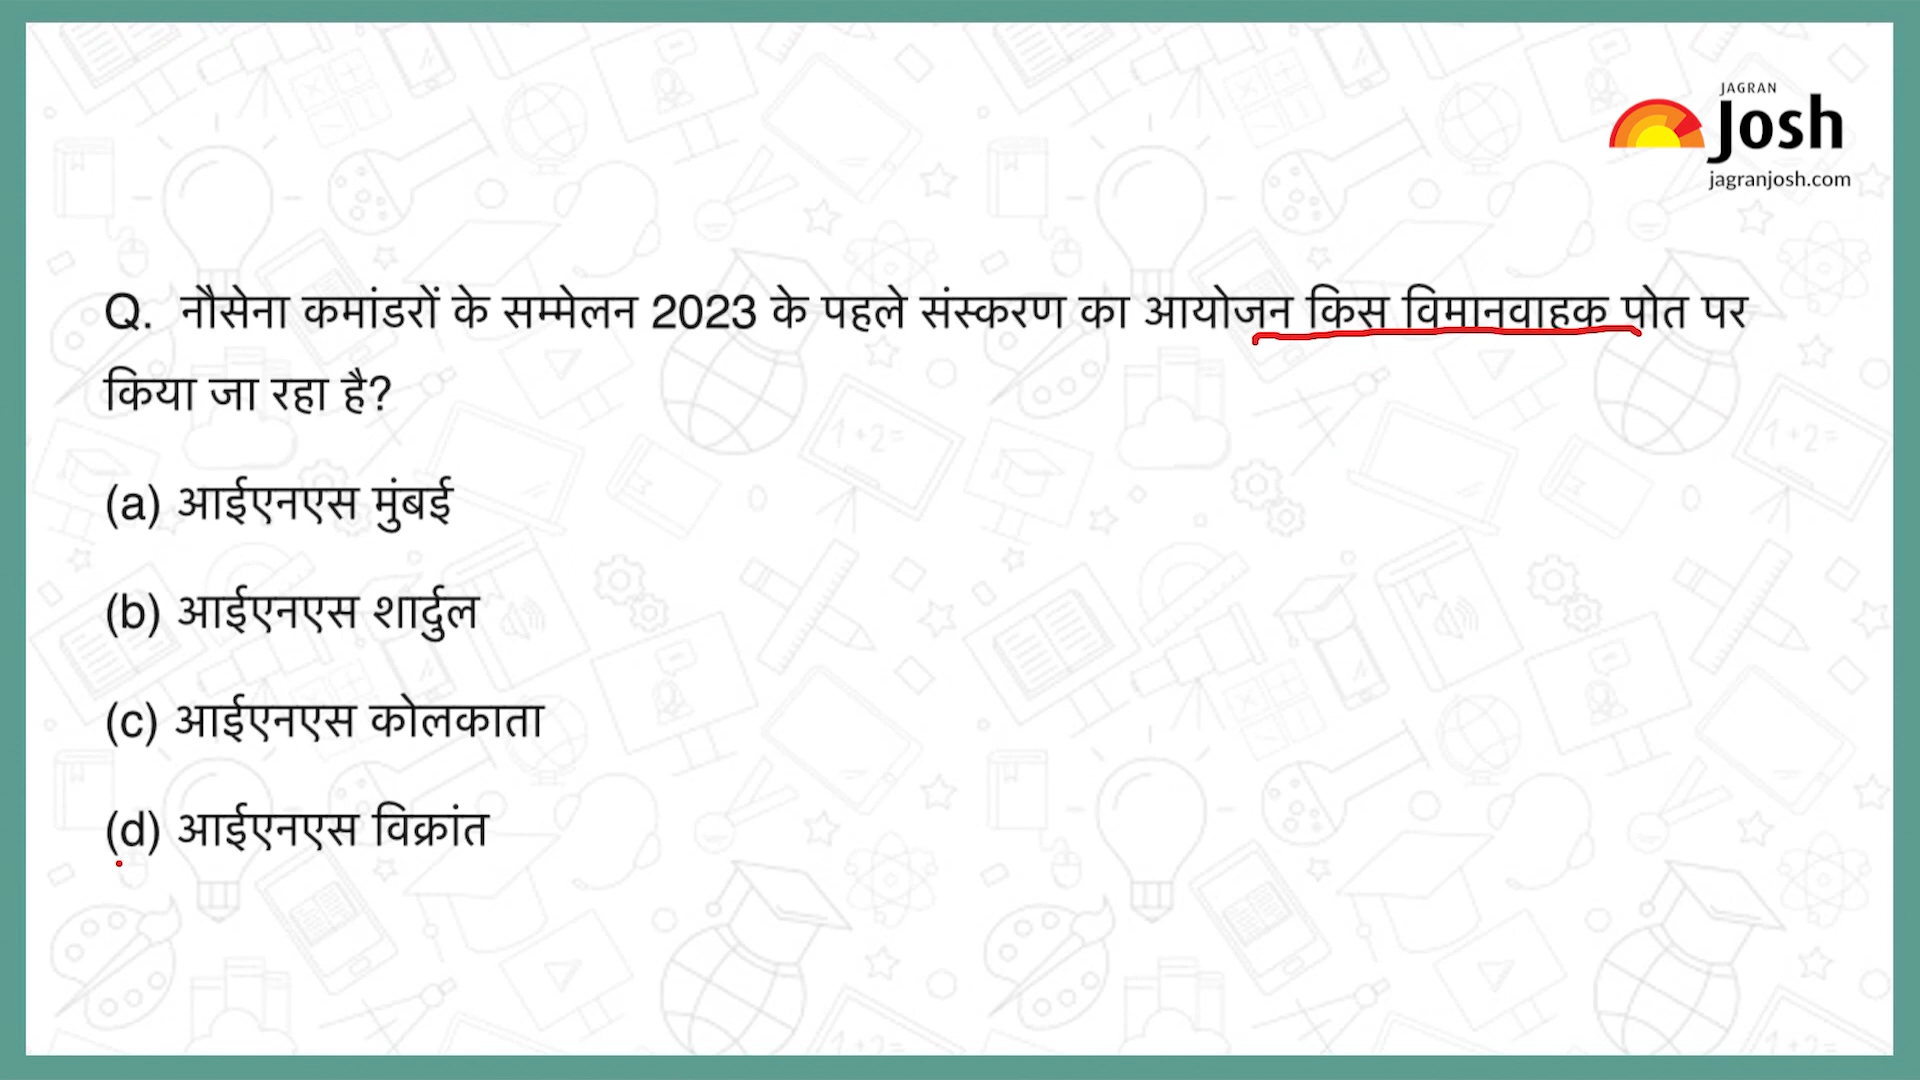 JAGRAN
Josh
jagranjosh.com
Q. नौसेना कमांडरों के सम्मेलन 2023 के पहले संस्करण का आयोजन किस विमानवाहक पोत पर
किया जा रहा है?
(a) आईएनएस मुंबई
(b) आईएनएस शार्दुल
(c) आईएनएस कोलकाता
(d) आईएनएस विक्रांत